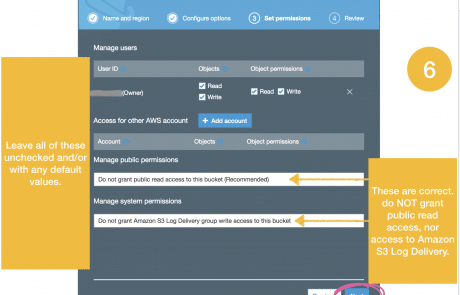 Name and region
Configure options
3 Set permissions
4 Review
Manage users
User ID
Objects
Object permissions
(Owner)
Read
Write
Read Write
Access for other AWS account
+ Add account
Account
Objects
Object permissions
Manage public permissions
Do not grant public read access to this bucket (Recommended)
Manage system permissions
Do not grant Amazon S3 Log Delivery group write access to this bucket
6
Leave all of these
unchecked and/or
with any default
values.
These are correct.
do NOT grant
public read
access, nor
access to Amazon
S3 Log Delivery.